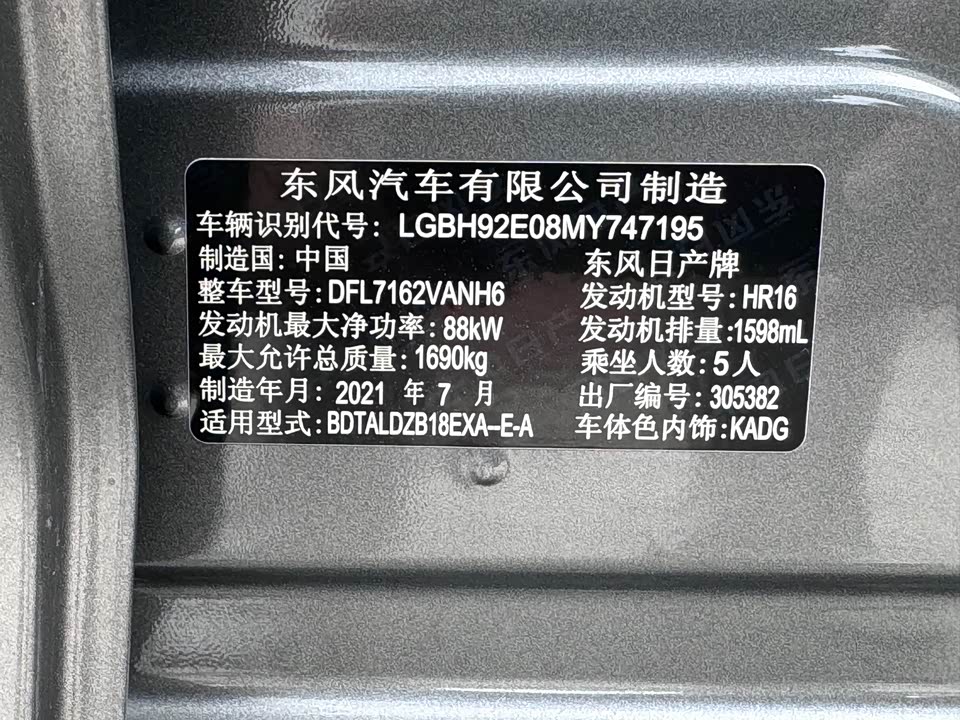 东风汽车有限公司制造
车辆识别代号：LGBH92E08MY747195
制造国：中国 东风日产牌
整车型号：DFL7162VANH6 发动机型号：HR16
发动机最大净功率：88kW 发动机排量：1598mL
最大允许总质量：1690kg 乘坐人数：5人
制造年月：2021 年 7 月 出厂编号：305382
适用型式：BDTALDZB18EXA-E-A 车体色内饰：KADG